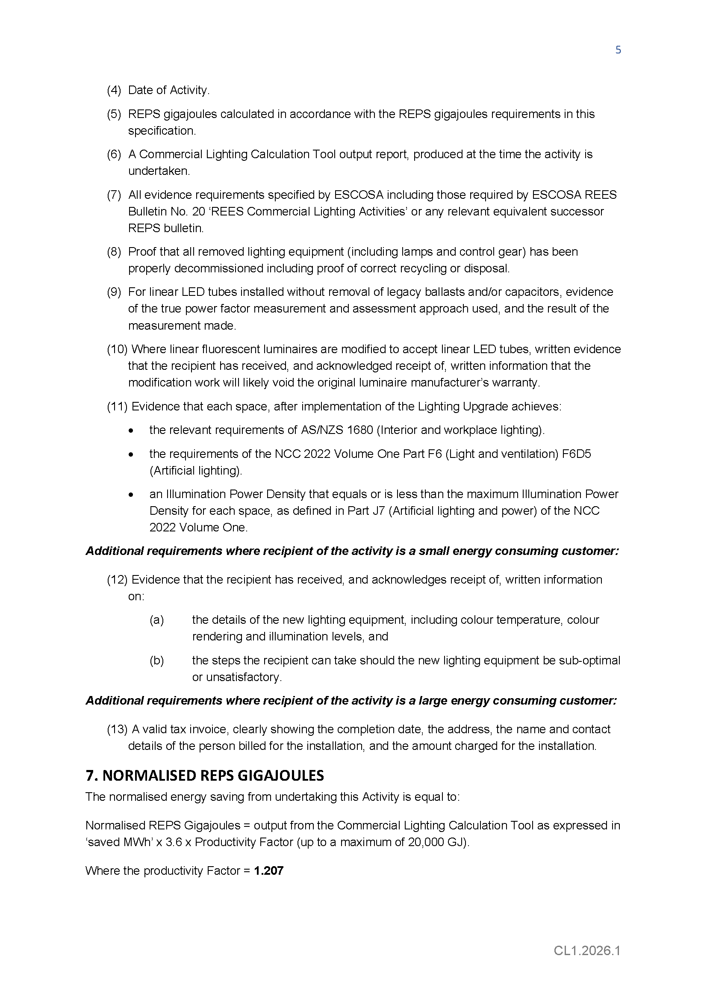 5
(4) Date of Activity.
(5) REPS gigajoules calculated in accordance with the REPS gigajoules requirements in this
specification.
(6) A Commercial Lighting Calculation Tool output report, produced at the time the activity is
undertaken.
(7) All evidence requirements specified by ESCOSA including those required by ESCOSA REES
Bulletin No. 20 ‘REES Commercial Lighting Activities’ or any relevant equivalent successor
REPS bulletin.
(8) Proof that all removed lighting equipment (including lamps and control gear) has been
properly decommissioned including proof of correct recycling or disposal.
(9) For linear LED tubes installed without removal of legacy ballasts and/or capacitors, evidence
of the true power factor measurement and assessment approach used, and the result of the
measurement made.
(10) Where linear fluorescent luminaires are modified to accept linear LED tubes, written evidence
that the recipient has received, and acknowledged receipt of, written information that the
modification work will likely void the original luminaire manufacturer’s warranty.
(11) Evidence that each space, after implementation of the Lighting Upgrade achieves:
• the relevant requirements of AS/NZS 1680 (Interior and workplace lighting).
• the requirements of the NCC 2022 Volume One Part F6 (Light and ventilation) F6D5
(Artificial lighting).
• an Illumination Power Density that equals or is less than the maximum Illumination Power
Density for each space, as defined in Part J7 (Artificial lighting and power) of the NCC
2022 Volume One.
Additional requirements where recipient of the activity is a small energy consuming customer:
(12) Evidence that the recipient has received, and acknowledges receipt of, written information
on:
(a) the details of the new lighting equipment, including colour temperature, colour
rendering and illumination levels, and
(b) the steps the recipient can take should the new lighting equipment be sub-optimal
or unsatisfactory.
Additional requirements where recipient of the activity is a large energy consuming customer:
(13) A valid tax invoice, clearly showing the completion date, the address, the name and contact
details of the person billed for the installation, and the amount charged for the installation.
7. NORMALISED REPS GIGAJOULES
The normalised energy saving from undertaking this Activity is equal to:
Normalised REPS Gigajoules = output from the Commercial Lighting Calculation Tool as expressed in
‘saved MWh’ x 3.6 x Productivity Factor (up to a maximum of 20,000 GJ).
Where the productivity Factor = 1.207
CL1.2026.1